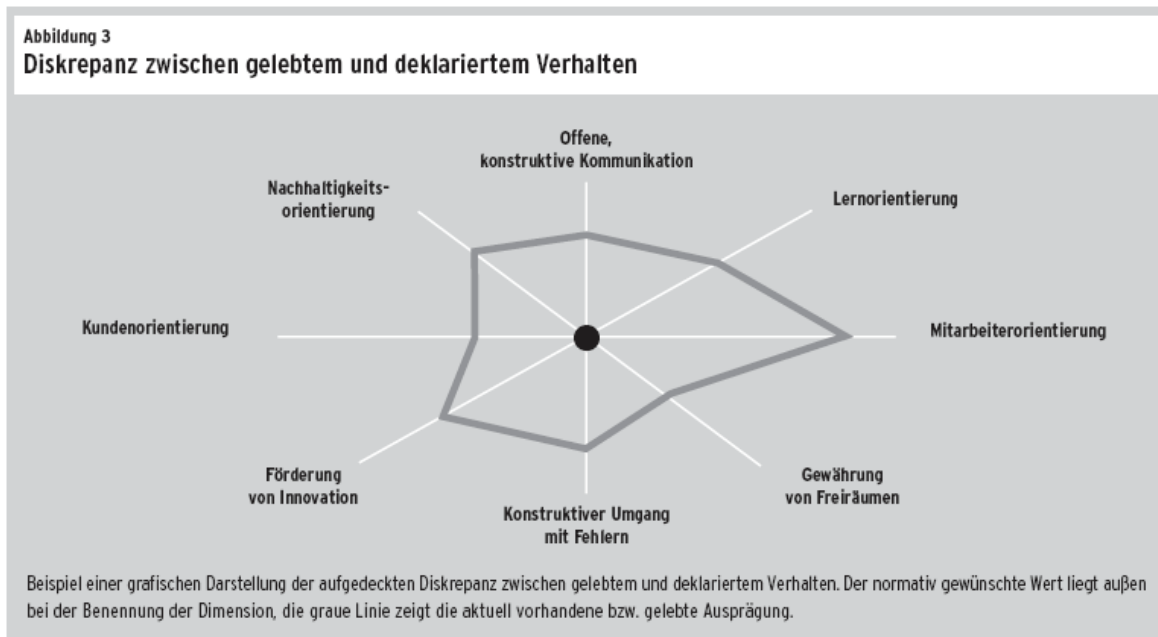 Abbildung 3
Diskrepanz zwischen gelebtem und deklariertem Verhalten
Offene,
konstruktive Kommunikation
Nachhaltigkeits-
orientierung
Lernorientierung
Kundenorientierung
Mitarbeiterorientierung
Förderung
von Innovation
Gewährung
von Freiräumen
Konstruktiver Umgang
mit Fehlern
Beispiel einer grafischen Darstellung der aufgedeckten Diskrepanz zwischen gelebtem und deklariertem Verhalten. Der normativ gewünschte Wert liegt außen
bei der Benennung der Dimension, die graue Linie zeigt die aktuell vorhandene bzw. gelebte Ausprägung.